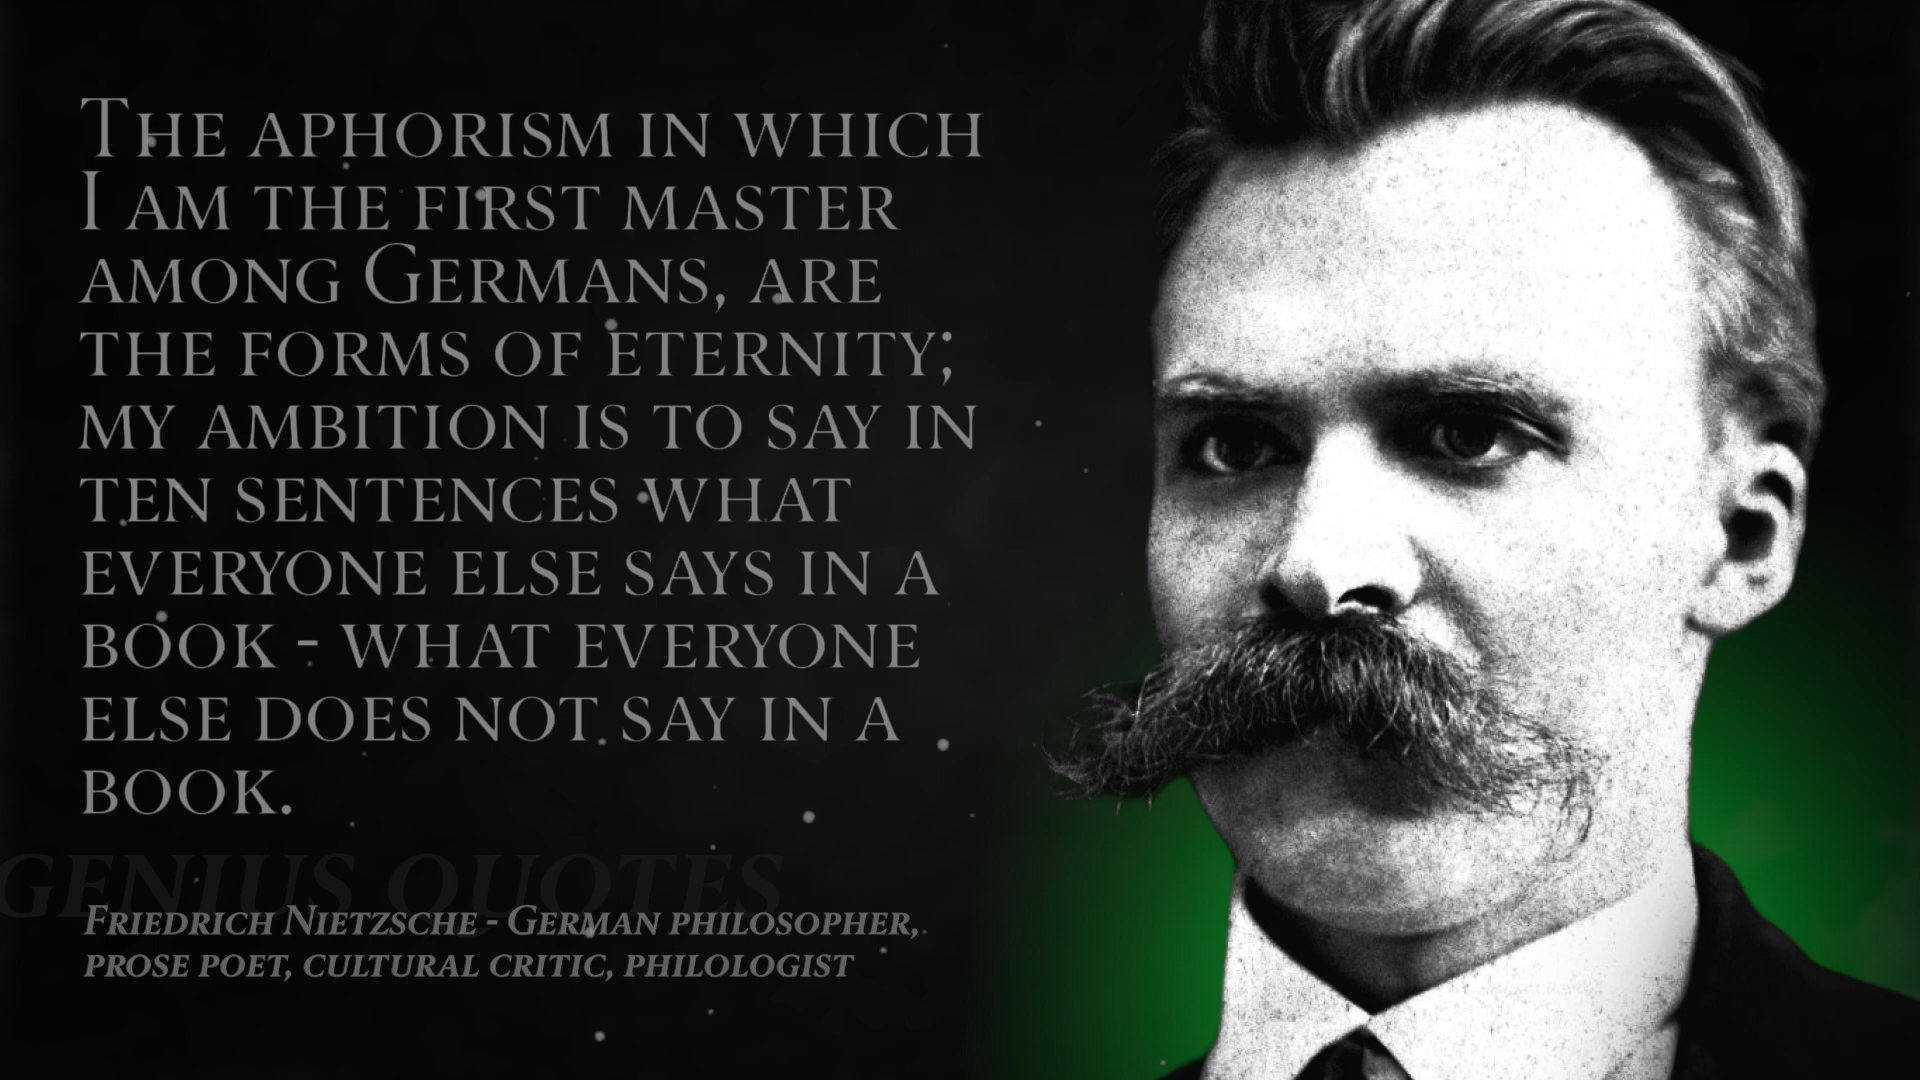 The aphorism in which
I am the first master
among Germans, are
the forms of eternity;
my ambition is to say in
ten sentences what
everyone else says in a
book - what everyone
else does not say in a
book.
GENIUS QUOTES
Friedrich Nietzsche - German philosopher,
prose poet, cultural critic, philologist